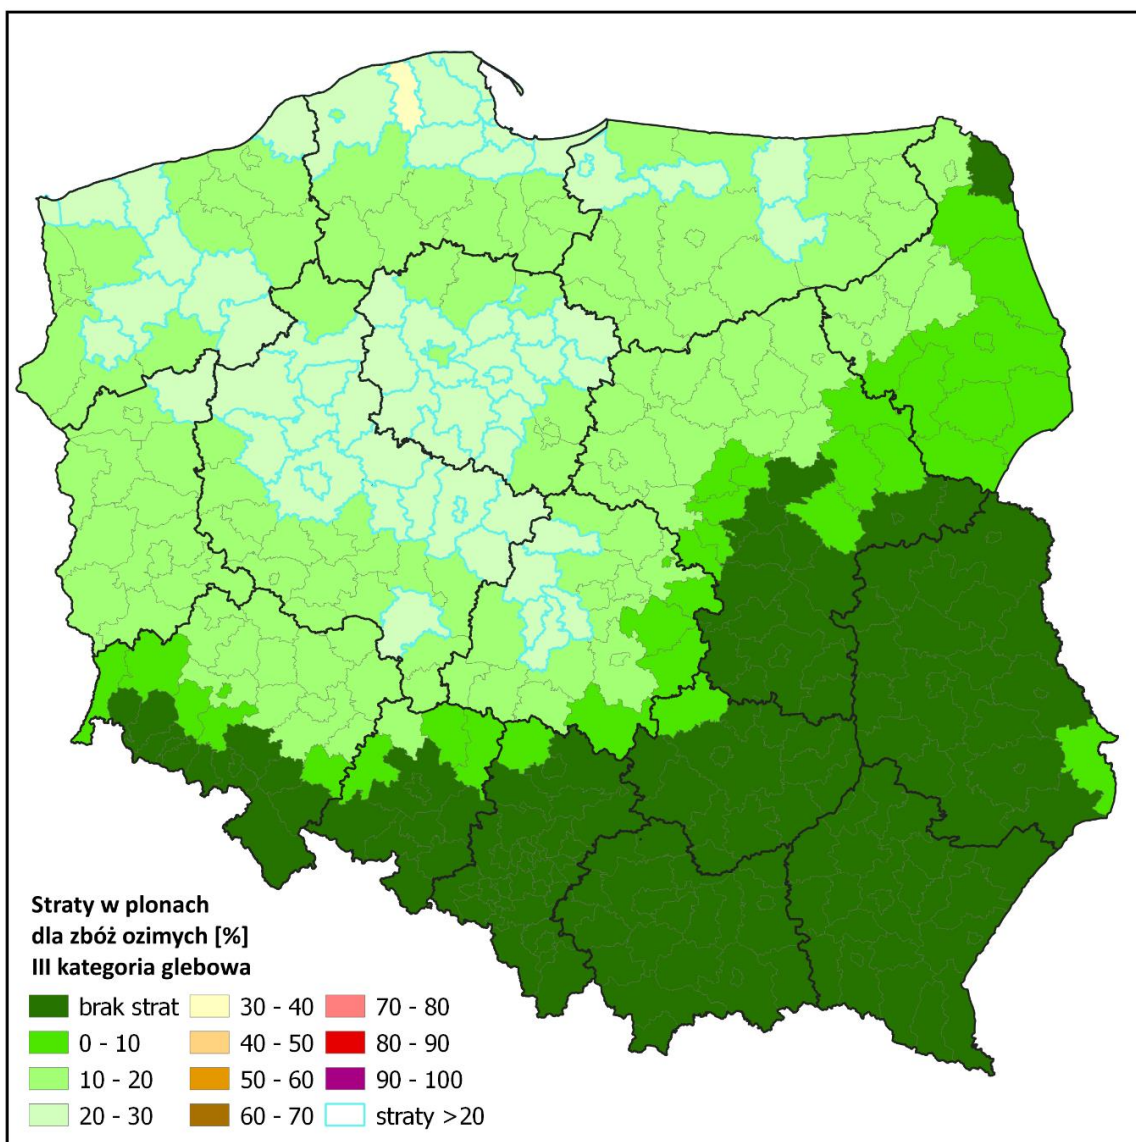 Straty w plonach
dla zbóż ozimych [%]
III kategoria glebowa
brak strat
0 - 10
10 - 20
20 - 30
30 - 40
40 - 50
50 - 60
60 - 70
70 - 80
80 - 90
90 - 100
straty >20